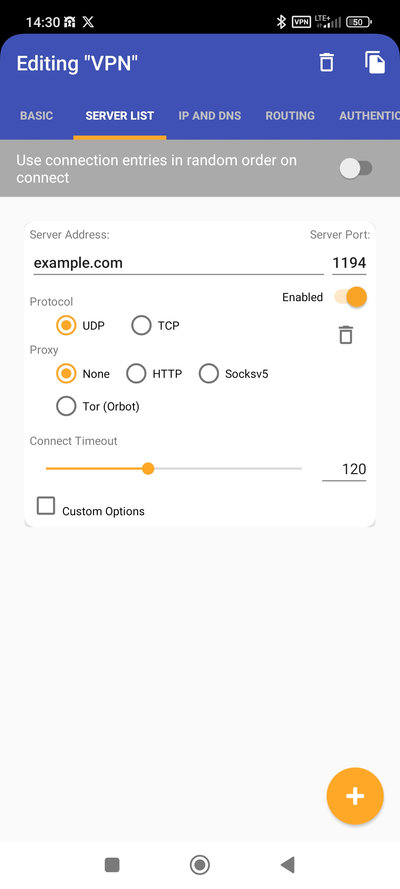 14:30 X VPN LTE+ 50
Editing "VPN"
BASIC SERVER LIST IP AND DNS ROUTING AUTHENTIC
Use connection entries in random order on
connect
Server Address: Server Port:
example.com 1194
Enabled
Protocol
UDP TCP
Proxy
None HTTP Socksv5
Tor (Orbot)
Connect Timeout
120
Custom Options